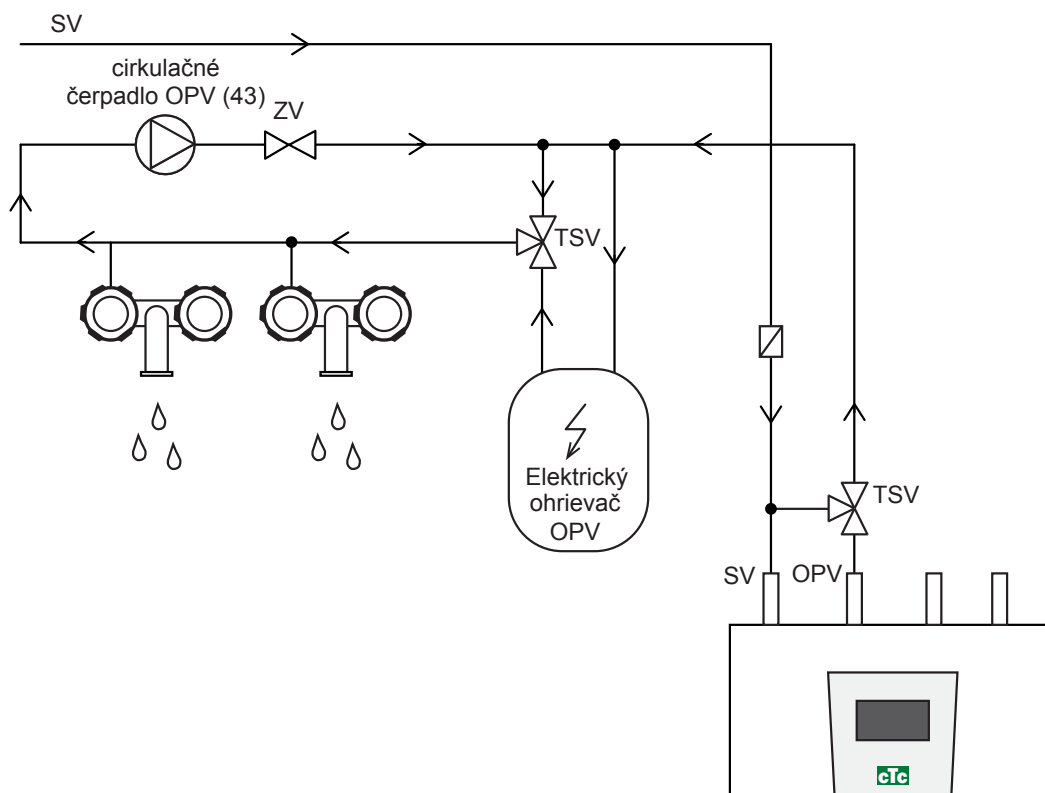 SV
cirkulačné
čerpadlo OPV (43)
ZV
TSV
Elektrický
ohrievač
OPV
TSV
SV
OPV
cTc